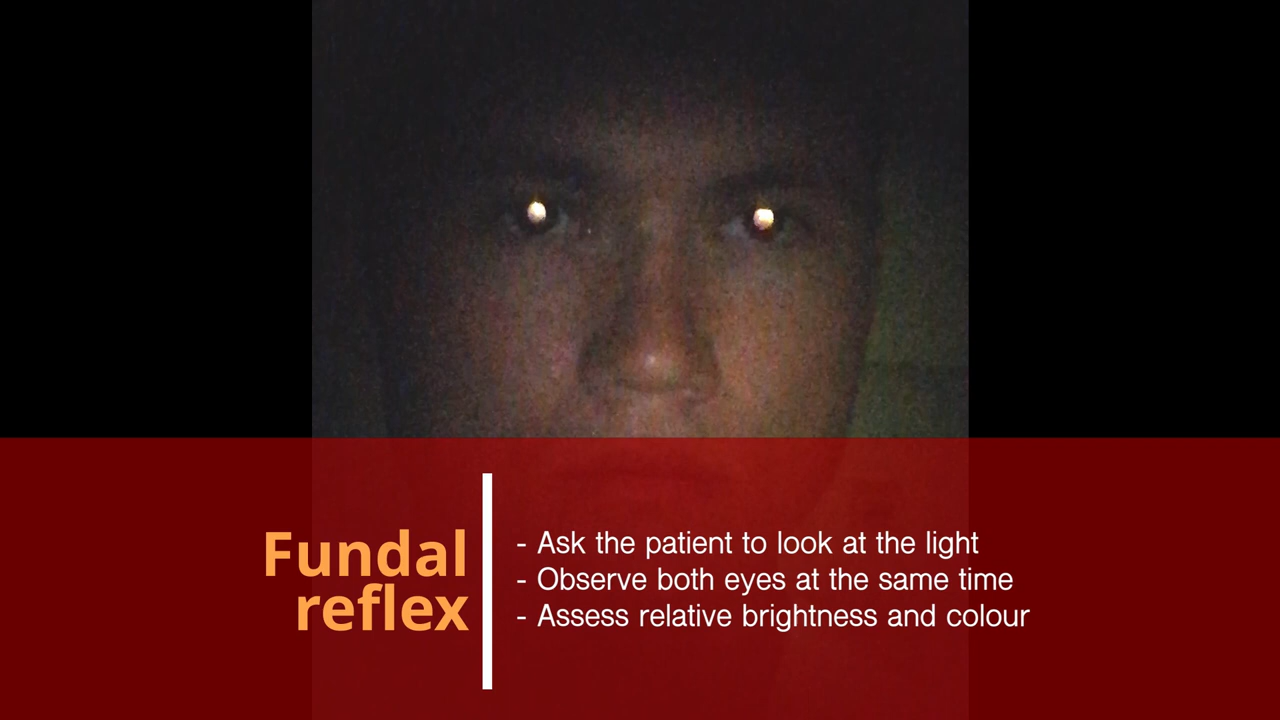 Fundal
reflex
- Ask the patient to look at the light
- Observe both eyes at the same time
- Assess relative brightness and colour